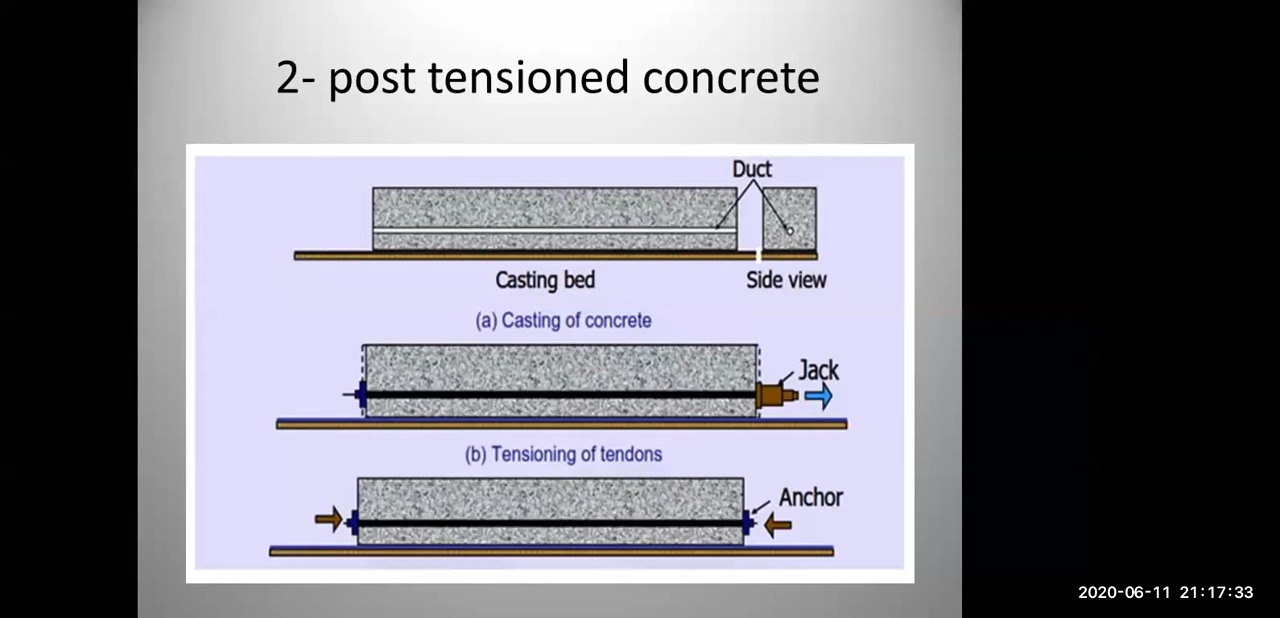 2- post tensioned concrete
Duct
Casting bed
Side view
(a) Casting of concrete
Jack
(b) Tensioning of tendons
Anchor
2020-06-11 21:17:33